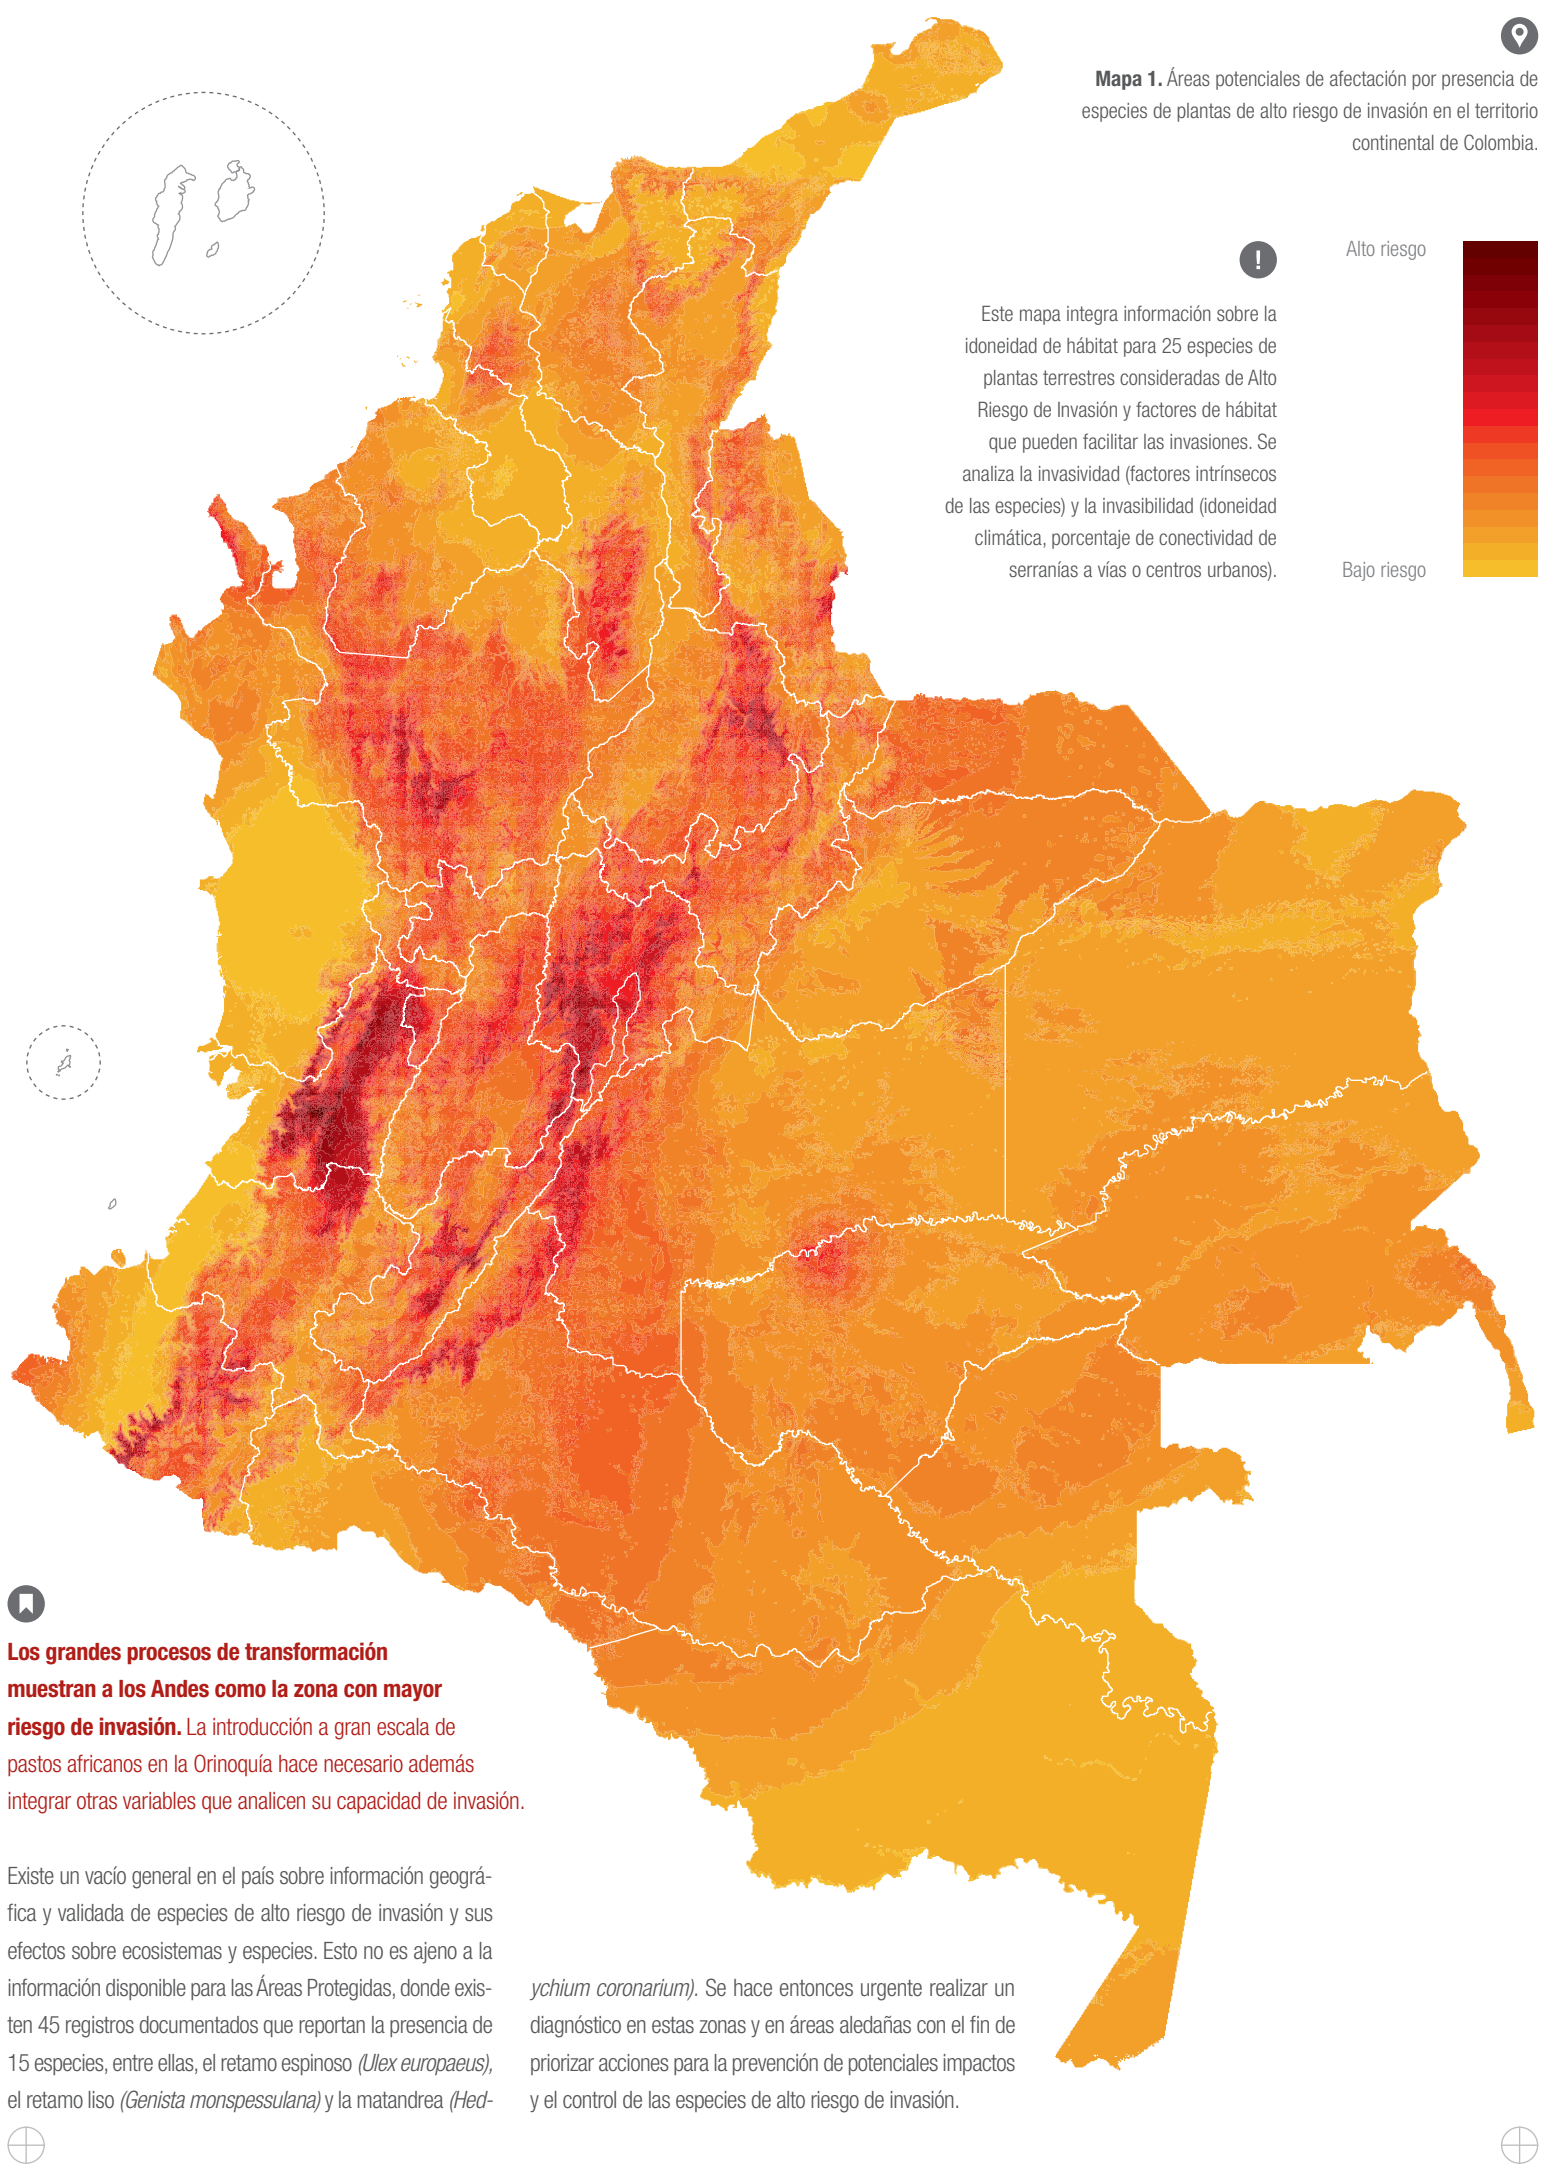 Mapa 1. Áreas potenciales de afectación por presencia de
especies de plantas de alto riesgo de invasión en el territorio
continental de Colombia.
!
Este mapa integra información sobre la
idoneidad de hábitat para 25 especies de
plantas terrestres consideradas de Alto
Riesgo de Invasión y factores de hábitat
que pueden facilitar las invasiones. Se
analiza la invasividad (factores intrínsecos
de las especies) y la invasibilidad (idoneidad
climática, porcentaje de conectividad de
serranías a vías o centros urbanos).
Alto riesgo
Bajo riesgo
Los grandes procesos de transformación
muestran a los Andes como la zona con mayor
riesgo de invasión. La introducción a gran escala de
pastos africanos en la Orinoquía hace necesario además
integrar otras variables que analicen su capacidad de invasión.
Existe un vacío general en el país sobre información geográ-
fica y validada de especies de alto riesgo de invasión y sus
efectos sobre ecosistemas y especies. Esto no es ajeno a la
información disponible para las Áreas Protegidas, donde exis-
ten 45 registros documentados que reportan la presencia de
15 especies, entre ellas, el retamo espinoso (Ulex europaeus),
el retamo liso (Genista monspessulana) y la matandrea (Hed-
ychium coronarium). Se hace entonces urgente realizar un
diagnóstico en estas zonas y en áreas aledañas con el fin de
priorizar acciones para la prevención de potenciales impactos
y el control de las especies de alto riesgo de invasión.